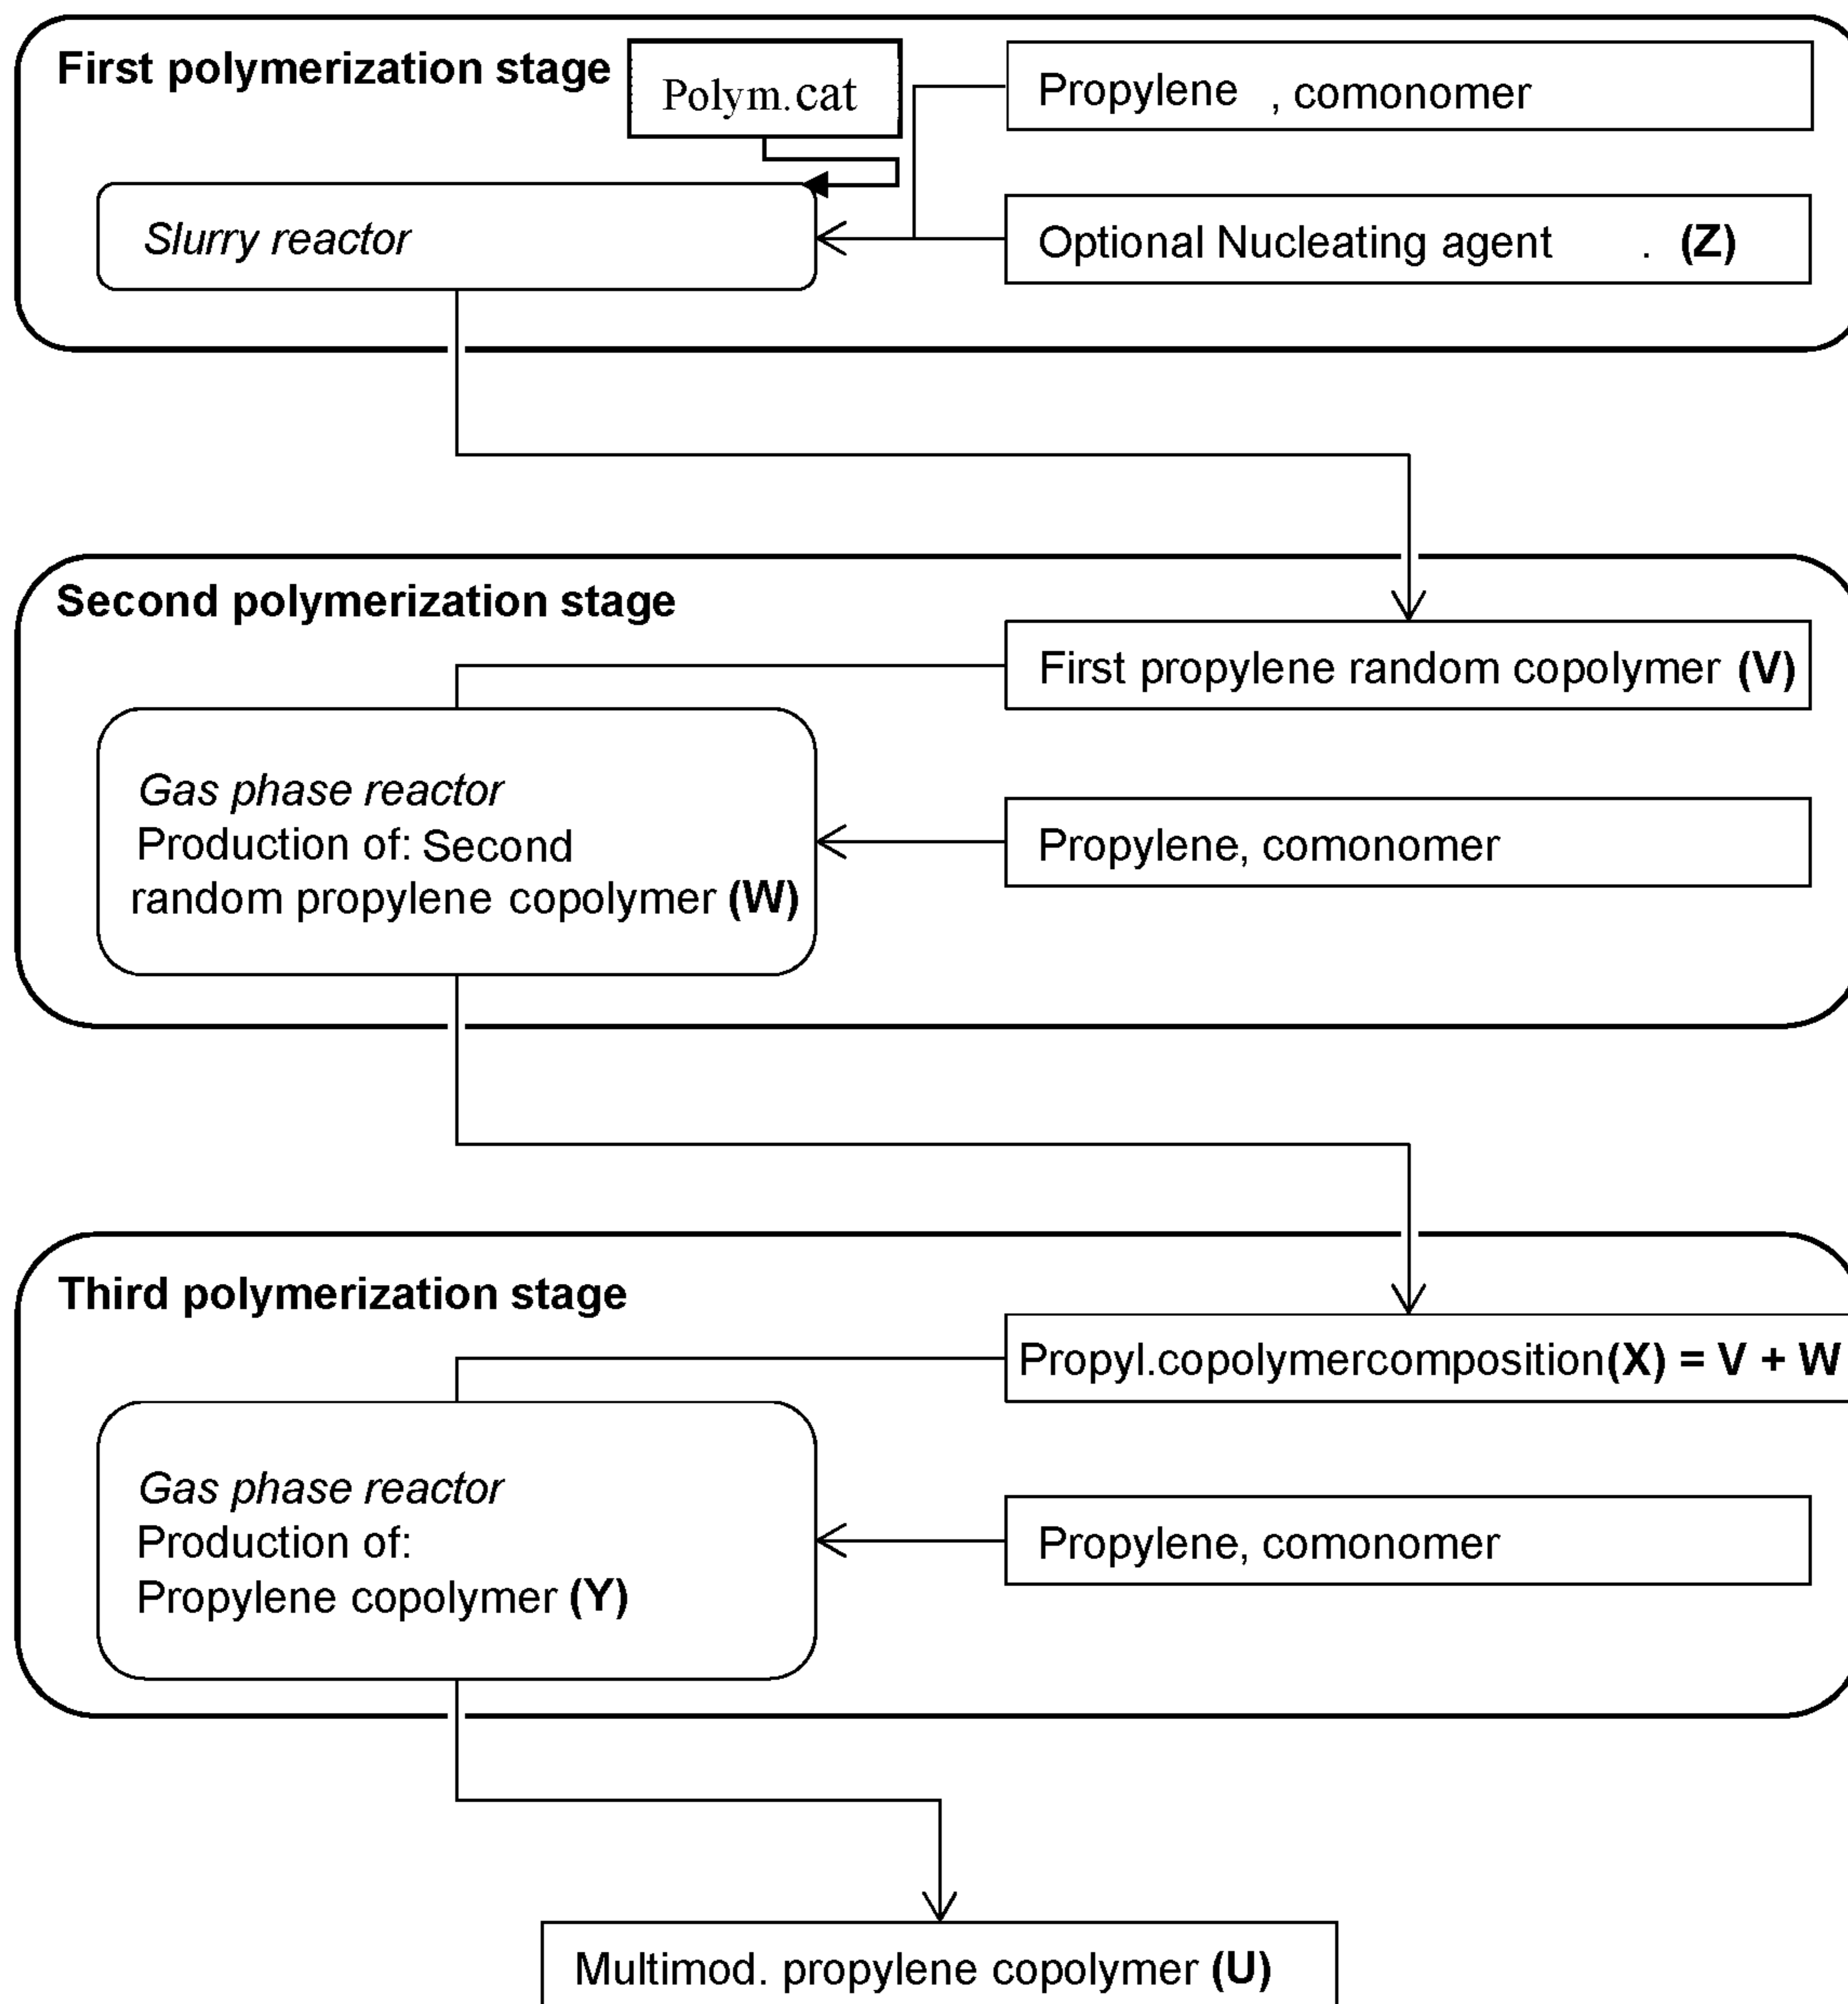 First polymerization stage
Polym.cat
Propylene , comonomer
Slurry reactor
Optional Nucleating agent . (Z)
Second polymerization stage
First propylene random copolymer (V)
Gas phase reactor
Production of: Second
random propylene copolymer (W)
Propylene, comonomer
Third polymerization stage
Propyl.copolymercomposition(X) = V + W
Gas phase reactor
Production of:
Propylene copolymer (Y)
Propylene, comonomer
Multimod. propylene copolymer (U)